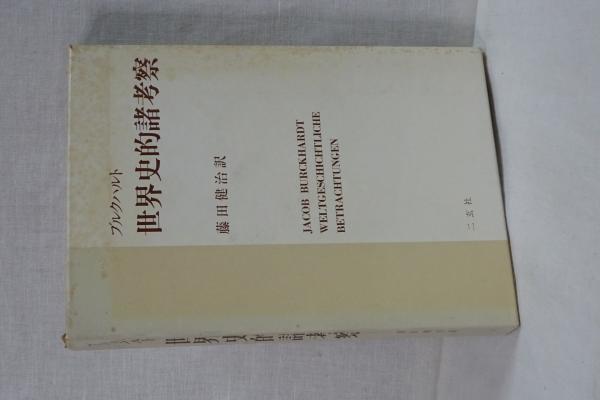 ブルクハルト
世界史的諸考察
藤田健治訳
JACOB BURCKHARDT
WELTGESCHICHTLICHE
BETRACHTUNGEN
二玄社
世界史的諸考察